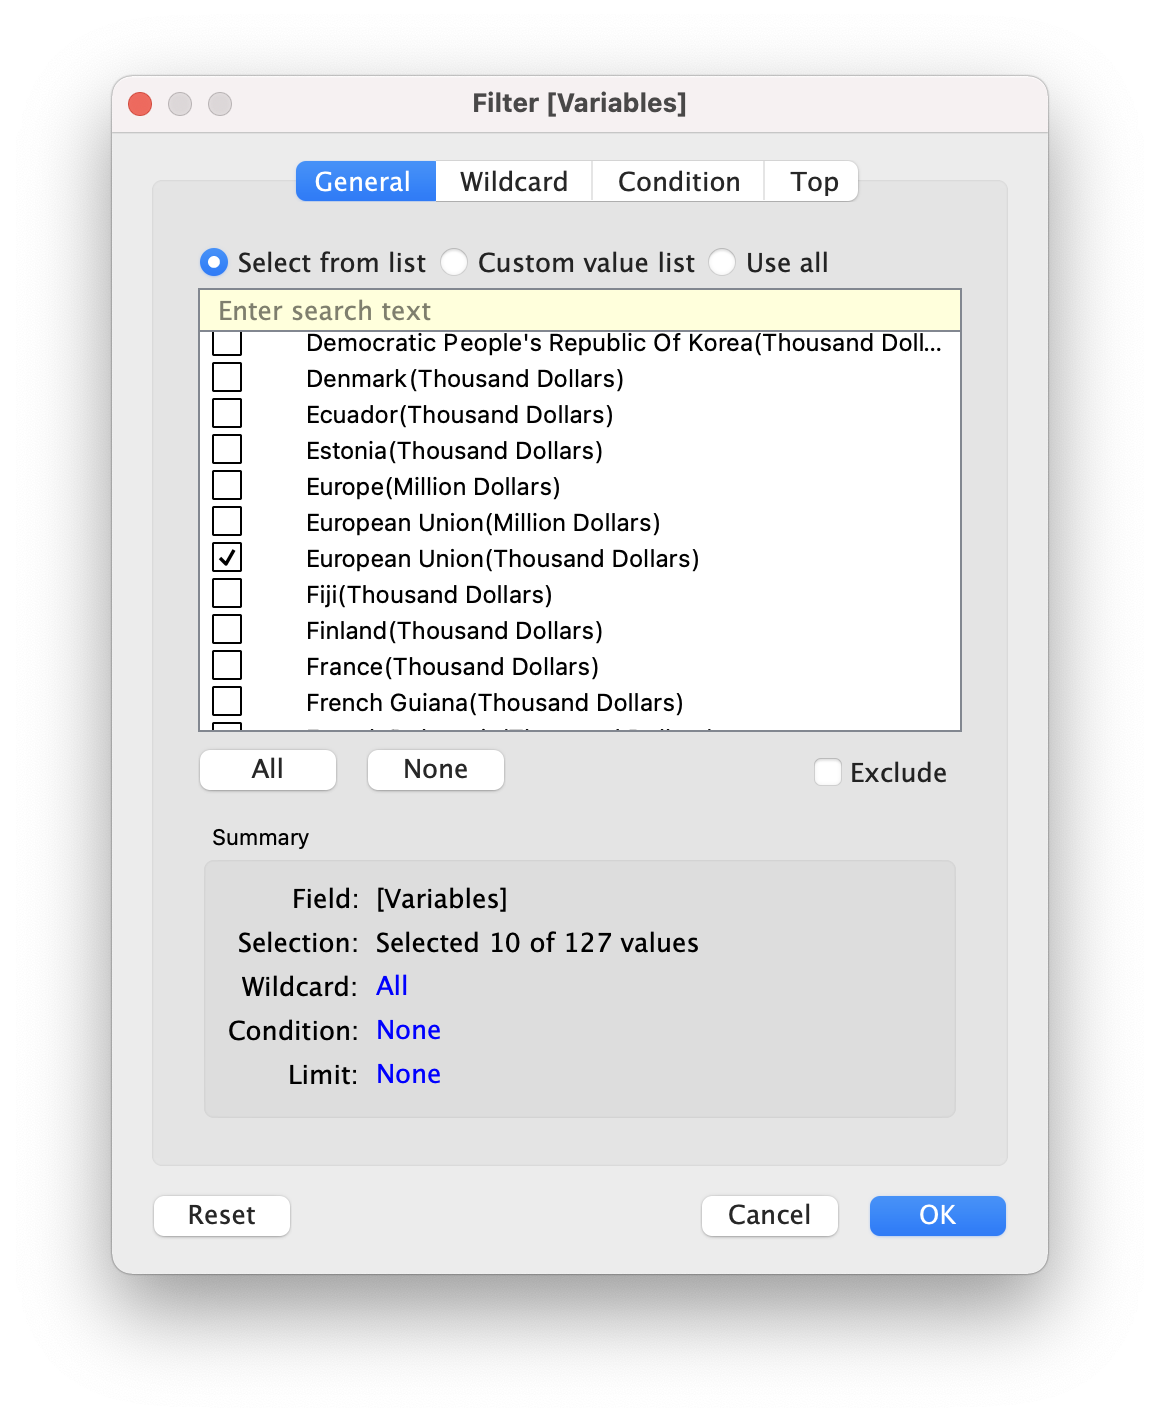 Filter [Variables]
General Wildcard Condition Top
Select from list Custom value list Use all
Enter search text
Democratic People's Republic Of Korea(Thousand Doll...
Denmark(Thousand Dollars)
Ecuador(Thousand Dollars)
Estonia(Thousand Dollars)
Europe(Million Dollars)
European Union(Million Dollars)
European Union(Thousand Dollars)
Fiji(Thousand Dollars)
Finland(Thousand Dollars)
France(Thousand Dollars)
French Guiana(Thousand Dollars)
All None Exclude
Summary
Field: [Variables]
Selection: Selected 10 of 127 values
Wildcard: All
Condition: None
Limit: None
Reset Cancel OK